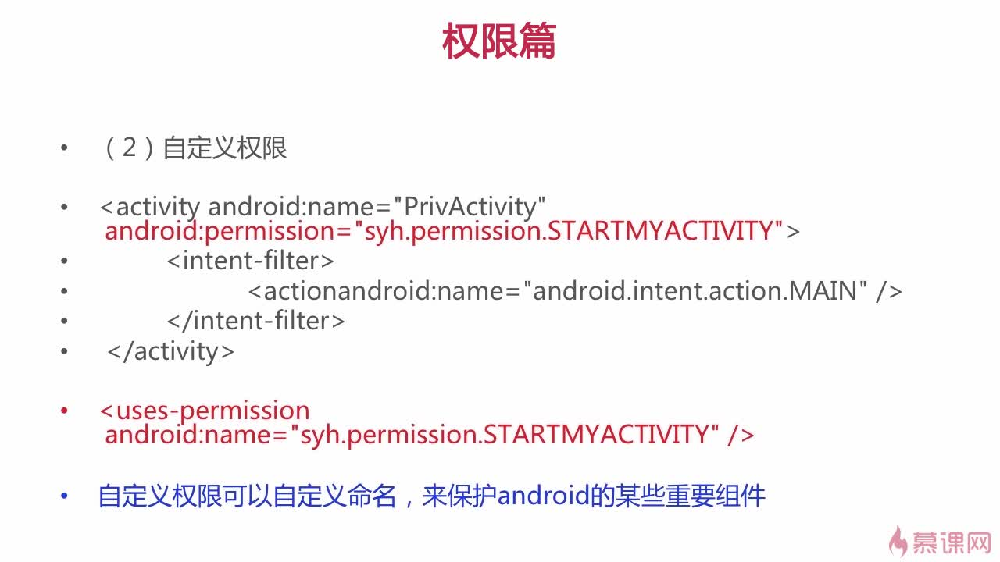 权限篇
• （2）自定义权限
• <activity android:name="PrivActivity"
android:permission="syh.permission.STARTMYACTIVITY">
• <intent-filter>
• <actionandroid:name="android.intent.action.MAIN" />
• </intent-filter>
• </activity>
• <uses-permission
android:name="syh.permission.STARTMYACTIVITY" />
• 自定义权限可以自定义命名，来保护android的某些重要组件
慕课网